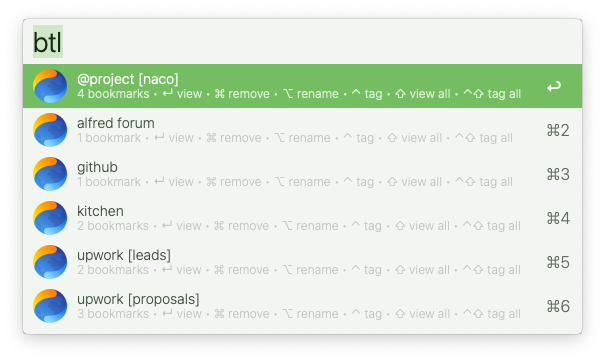 btl
@project [naco]
4 bookmarks • ↩ view • ⌘ remove • ⌥ rename • ^ tag • ⇧ view all • ^⇧ tag all
↩
alfred forum
1 bookmark • ↩ view • ⌘ remove • ⌥ rename • ^ tag • ⇧ view all • ^⇧ tag all
⌘2
github
1 bookmark • ↩ view • ⌘ remove • ⌥ rename • ^ tag • ⇧ view all • ^⇧ tag all
⌘3
kitchen
2 bookmarks • ↩ view • ⌘ remove • ⌥ rename • ^ tag • ⇧ view all • ^⇧ tag all
⌘4
upwork [leads]
2 bookmarks • ↩ view • ⌘ remove • ⌥ rename • ^ tag • ⇧ view all • ^⇧ tag all
⌘5
upwork [proposals]
3 bookmarks • ↩ view • ⌘ remove • ⌥ rename • ^ tag • ⇧ view all • ^⇧ tag all
⌘6